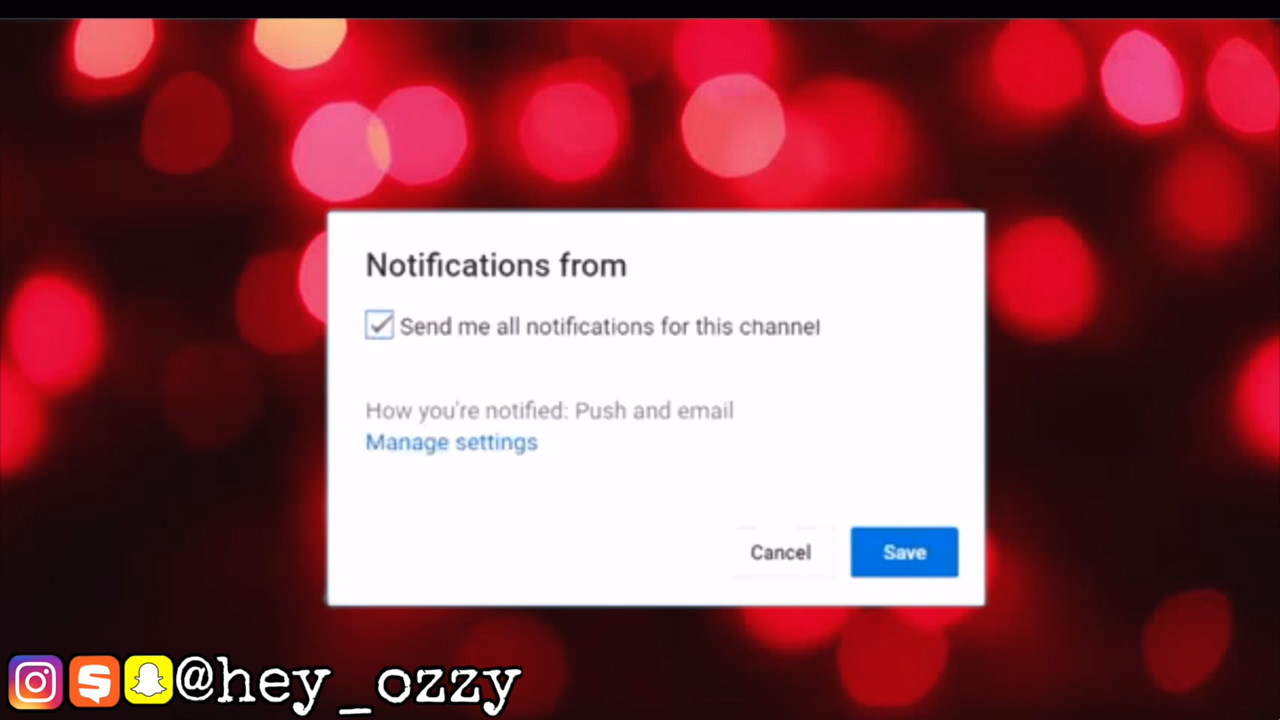 Notifications from
Send me all notifications for this channel
How you're notified: Push and email
Manage settings
Cancel Save
@hey_ozzy